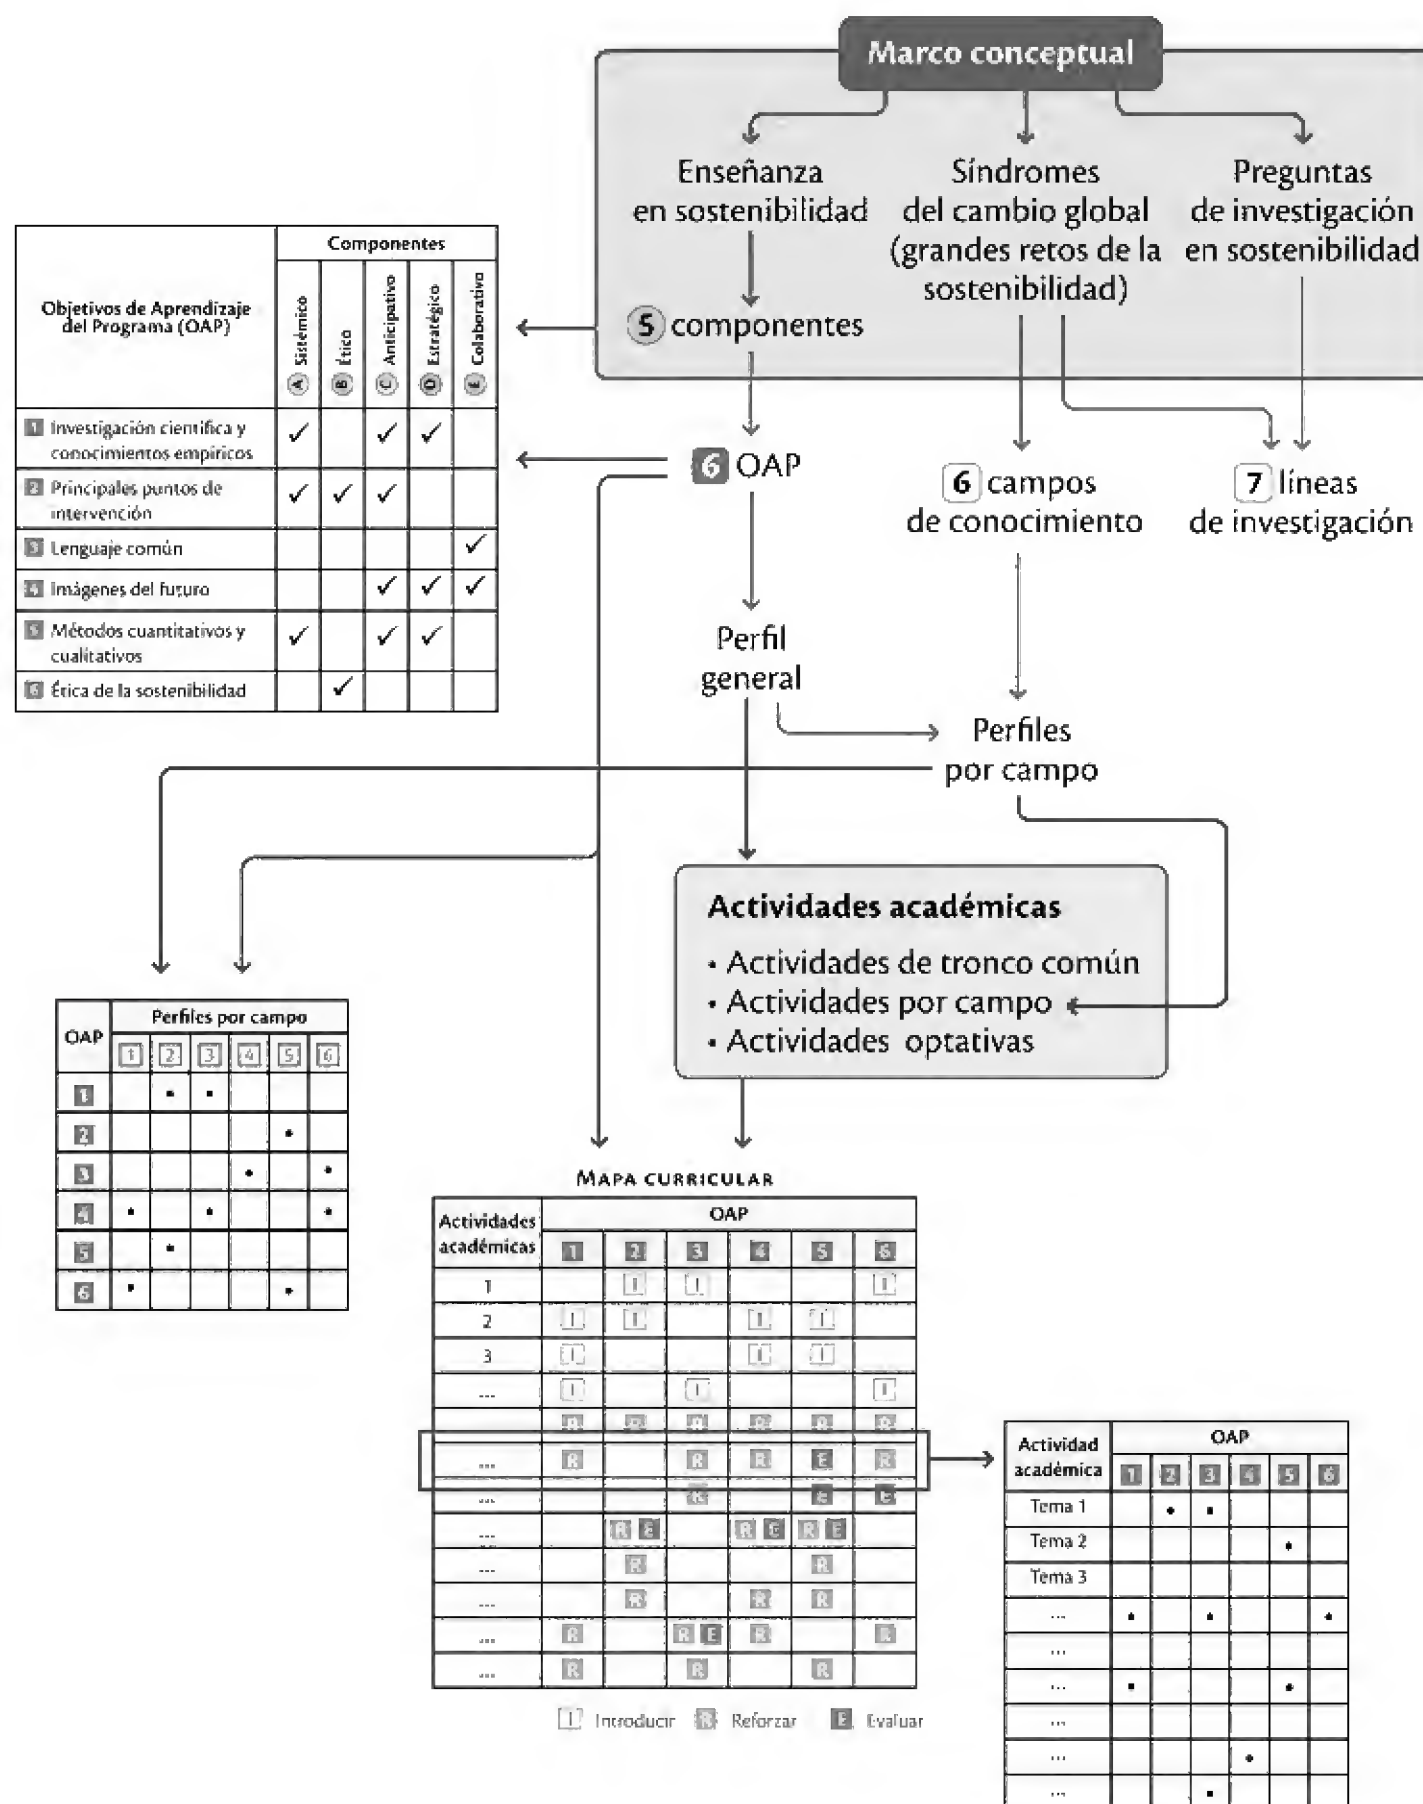 Marco conceptual
Enseñanza
en sostenibilidad
5 componentes
Síndromes
del cambio global
(grandes retos de la
sostenibilidad)
Preguntas
de investigación
en sostenibilidad
Objetivos de Aprendizaje
del Programa (OAP)
Componentes
A Sistémico
B Ético
C Anticipativo
D Estratégico
E Colaborativo
1 Investigación científica y ✓ ✓ ✓
conocimientos empíricos
2 Principales puntos de ✓ ✓ ✓
intervención
3 Lenguaje común ✓
4 Imágenes del futuro ✓ ✓ ✓
5 Métodos cuantitativos y ✓ ✓ ✓
cualitativos
6 Ética de la sostenibilidad ✓
6 OAP
6 campos
de conocimiento
7 líneas
de investigación
Perfil
general
Perfiles
por campo
Actividades académicas
• Actividades de tronco común
• Actividades por campo
• Actividades optativas
OAP
Perfiles por campo
1 2 3 4 5 6
1 • •
2 •
3 • •
4 • • •
5 •
6 • •
MAPA CURRICULAR
Actividades
académicas
OAP
1 2 3 4 5 6
1 I I I
2 I I I I
3 I I I
... I I I
R R R R R R
... R R R E R
... R E E
... R E R E R E
... R R
... R R R
... R R E R R
... R R R
I Introducir R Reforzar E Evaluar
Actividad
académica
OAP
1 2 3 4 5 6
Tema 1 • •
Tema 2 •
Tema 3
... • • •
...
... • •
...
... •
... •